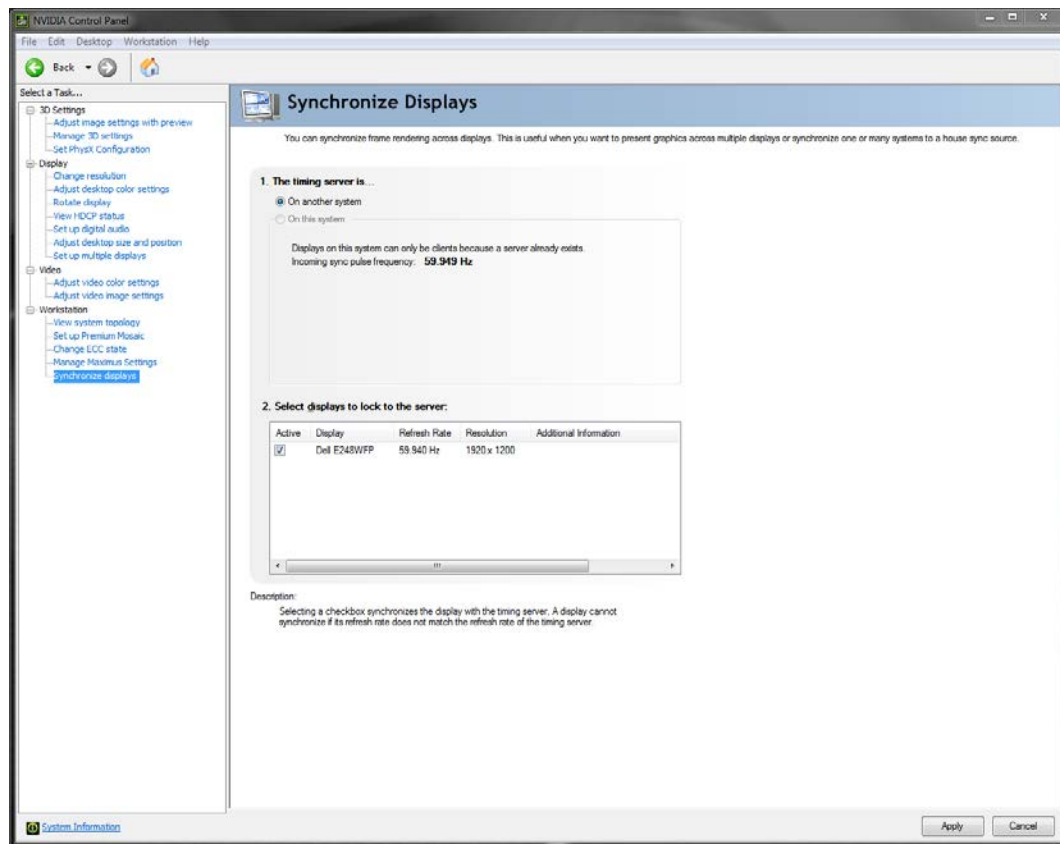 NVIDIA Control Panel
File Edit Desktop Workstation Help
Back
Select a Task...
3D Settings
Adjust image settings with preview
Manage 3D settings
Set PhysX Configuration
Display
Change resolution
Adjust desktop color settings
Rotate display
View HDCP status
Set up digital audio
Adjust desktop size and position
Set up multiple displays
Video
Adjust video color settings
Adjust video image settings
Workstation
View system topology
Set up Premium Mosaic
Change ECC state
Manage Maximus Settings
Synchronize displays
System Information
Synchronize Displays
You can synchronize frame rendering across displays. This is useful when you want to present graphics across multiple displays or synchronize one or many systems to a house sync source.
1. The timing server is...
On another system
On this system
Displays on this system can only be clients because a server already exists.
Incoming sync pulse frequency: 59.949 Hz
2. Select displays to lock to the server:
Active Display Refresh Rate Resolution Additional Information
Dell E248WFP 59.940 Hz 1920 x 1200
Description:
Selecting a checkbox synchronizes the display with the timing server. A display cannot
synchronize if its refresh rate does not match the refresh rate of the timing server.
Apply Cancel